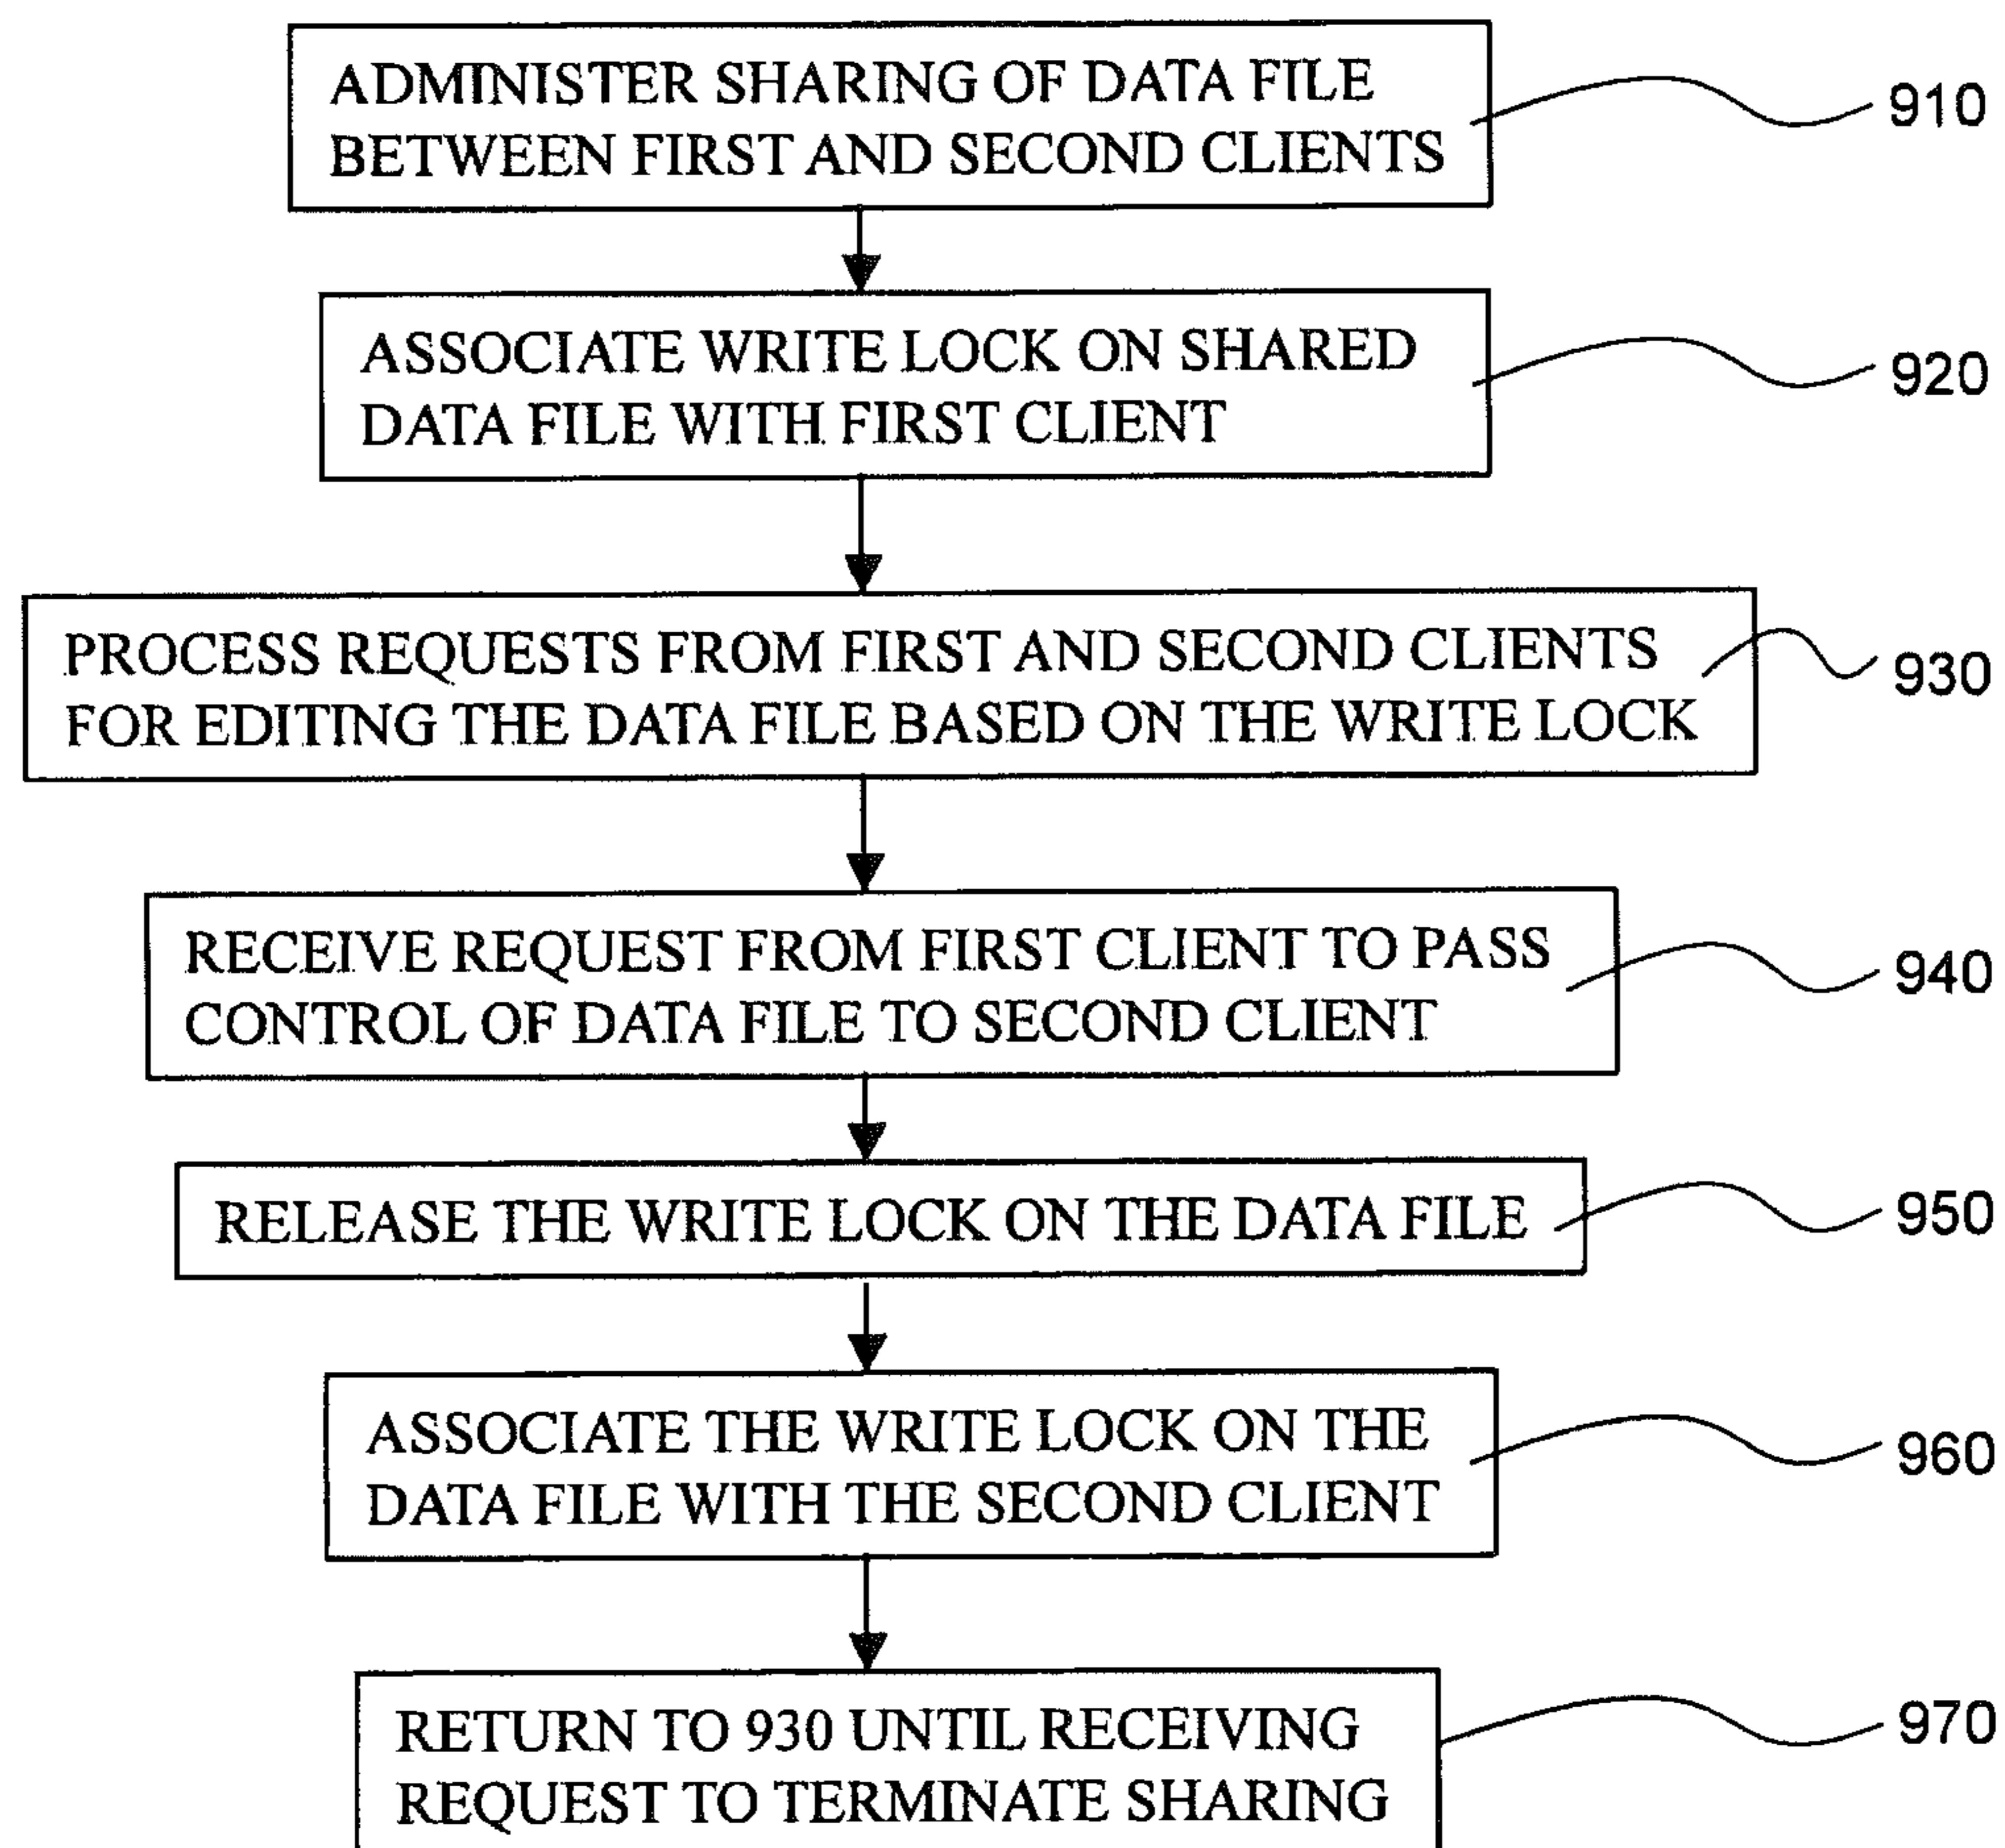 ADMINISTER SHARING OF DATA FILE
BETWEEN FIRST AND SECOND CLIENTS
910
ASSOCIATE WRITE LOCK ON SHARED
DATA FILE WITH FIRST CLIENT
920
PROCESS REQUESTS FROM FIRST AND SECOND CLIENTS
FOR EDITING THE DATA FILE BASED ON THE WRITE LOCK
930
RECEIVE REQUEST FROM FIRST CLIENT TO PASS
CONTROL OF DATA FILE TO SECOND CLIENT
940
RELEASE THE WRITE LOCK ON THE DATA FILE
950
ASSOCIATE THE WRITE LOCK ON THE
DATA FILE WITH THE SECOND CLIENT
960
RETURN TO 930 UNTIL RECEIVING
REQUEST TO TERMINATE SHARING
970